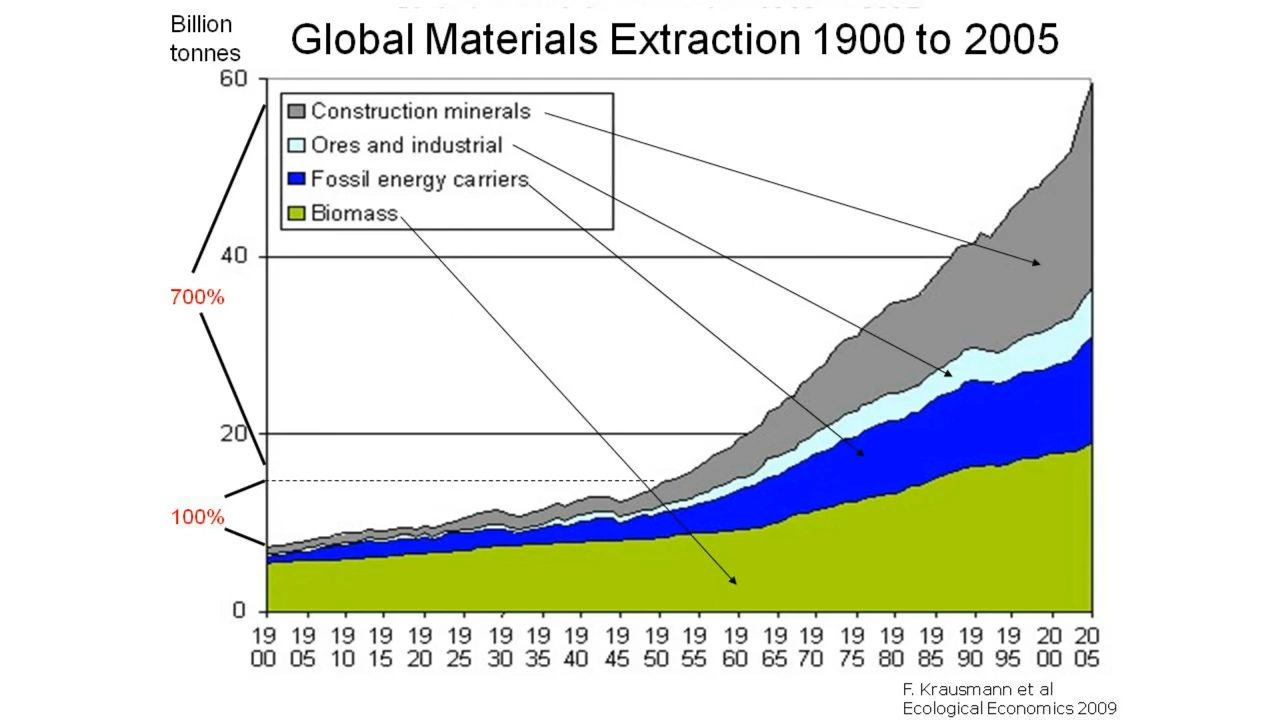 Billion
tonnes
Global Materials Extraction 1900 to 2005
60
Construction minerals
Ores and industrial
Fossil energy carriers
Biomass
40
700%
20
100%
0
19 19 19 19 19 19 19 19 19 19 19 19 19 19 19 19 19 19 19 19 20 20
00 05 10 15 20 25 30 35 40 45 50 55 60 65 70 75 80 85 90 95 00 05
F. Krausmann et al
Ecological Economics 2009